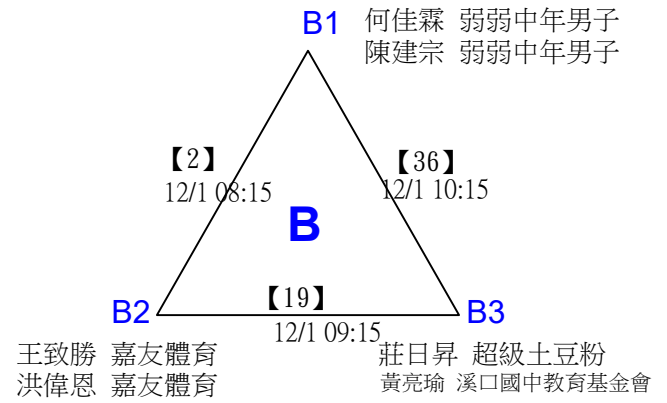 B1
何佳霖 弱弱中年男子
陳建宗 弱弱中年男子
【2】
12/1 08:15
【36】
12/1 10:15
B
【19】
12/1 09:15
B2
王致勝 嘉友體育
洪偉恩 嘉友體育
B3
莊日昇 超級土豆粉
黃亮瑜 溪口國中教育基金會